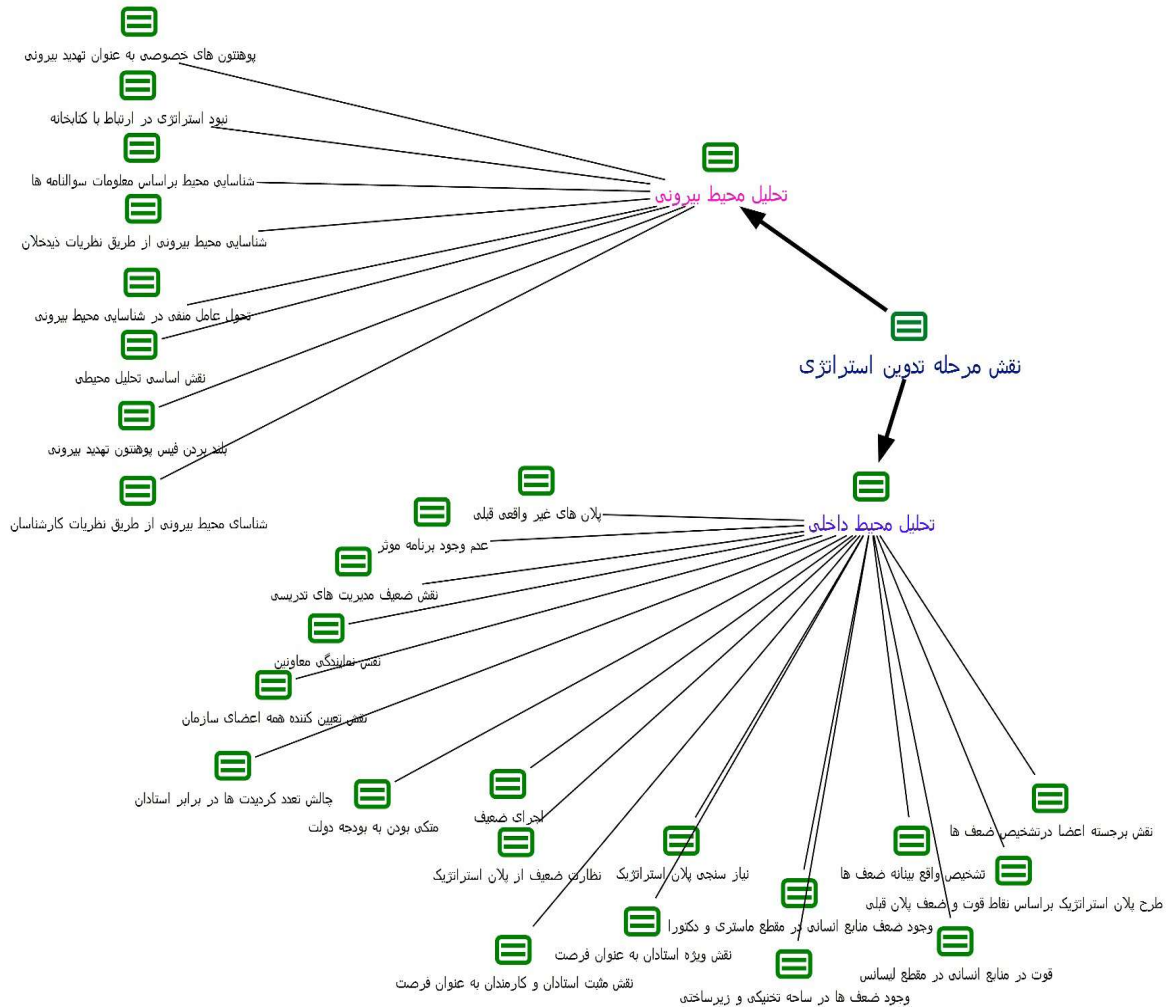 پوهنتون های خصوصی به عنوان تهدید بیرونی
نبود استراتژی در ارتباط با کتابخانه
شناسایی محیط براساس معلومات سوالنامه ها
شناسایی محیط بیرونی از طریق نظریات ذیدخلان
تحول عامل منفی در شناسایی محیط بیرونی
نقش اساسی تحلیل محیطی
بلند بردن فیس پوهنتون تهدید بیرونی
شناسای محیط بیرونی از طریق نظریات کارشناسان
تحلیل محیط بیرونی
نقش مرحله تدوین استراتژی
تحلیل محیط داخلی
پلان های غیر واقعی قبلی
عدم وجود برنامه موثر
نقش ضعیف مدیریت های تدریسی
نقش نمایندگی معاونین
نقش تعیین کننده همه اعضای سازمان
چالش تعدد کردیدت ها در برابر استادان
متکی بودن به بودجه دولت
اجرای ضعیف
نظارت ضعیف از پلان استراتژیک
نقش مثبت استادان و کارمندان به عنوان فرصت
نیاز سنجی پلان استراتژیک
نقش ویژه استادان به عنوان فرصت
وجود ضعف منابع انسانی در مقطع ماستری و دکتورا
وجود ضعف ها در ساحه تخنیکی و زیرساختی
تشخیص واقع بینانه ضعف ها
قوت در منابع انسانی در مقطع لیسانس
طرح پلان استراتژیک براساس نقاط قوت و ضعف پلان قبلی
نقش برجسته اعضا درتشخیص ضعف ها